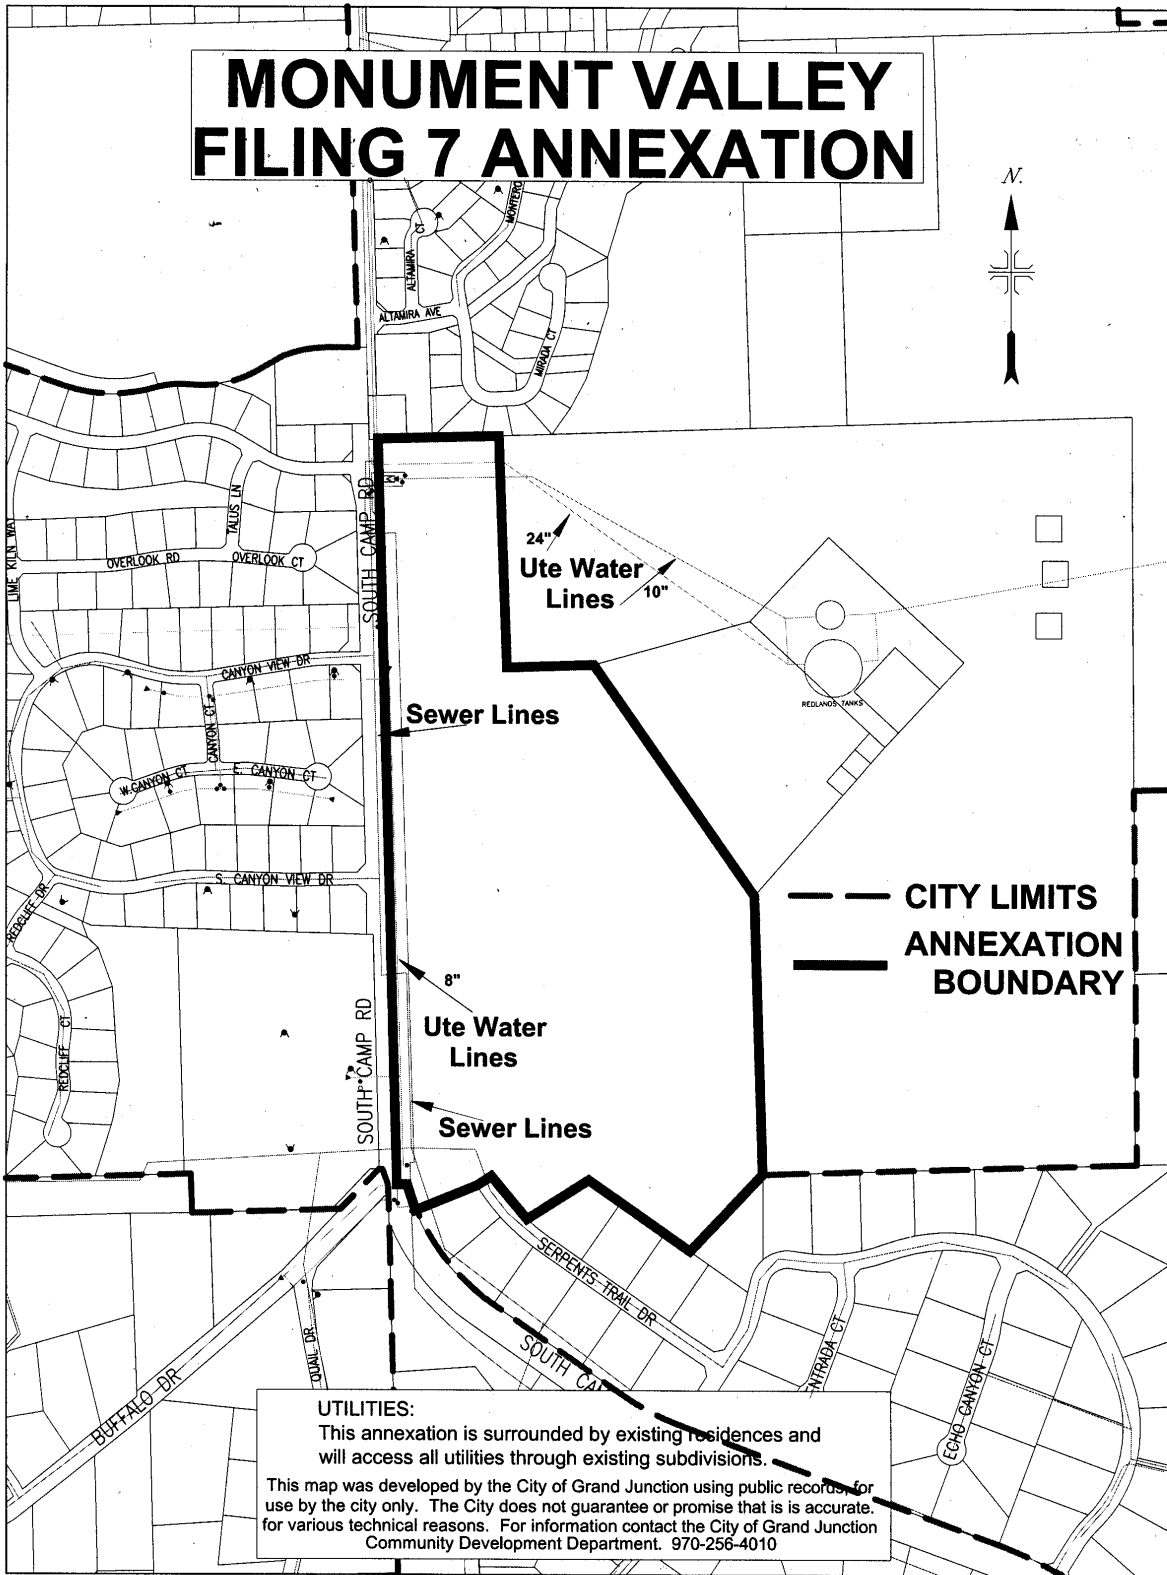 MONUMENT VALLEY
FILING 7 ANNEXATION
N.
MONTERO
ALTAMIRA
CT
ALTAMIRA AVE
MIRADA CT
SOUTH CAMP RD
TALUS LN
LIME KILN WAY
OVERLOOK RD
OVERLOOK CT
24"
Ute Water
Lines
10"
CANYON VIEW DR
CANYON CT
Sewer Lines
REDLANDS TANKS
W. CANYON CT
E. CANYON CT
S. CANYON VIEW DR
REDCLIFF DR
CITY LIMITS
ANNEXATION
BOUNDARY
8"
Ute Water
Lines
REDCLIFF CT
SOUTH CAMP RD
Sewer Lines
SERPENTS TRAIL DR
SOUTH CA
QUAIL DR
BUFFALO DR
ENTRADA CT
ECHO CANYON CT
UTILITIES:
This annexation is surrounded by existing residences and
will access all utilities through existing subdivisions.
This map was developed by the City of Grand Junction using public records, for
use by the city only. The City does not guarantee or promise that is is accurate.
for various technical reasons. For information contact the City of Grand Junction
Community Development Department. 970-256-4010